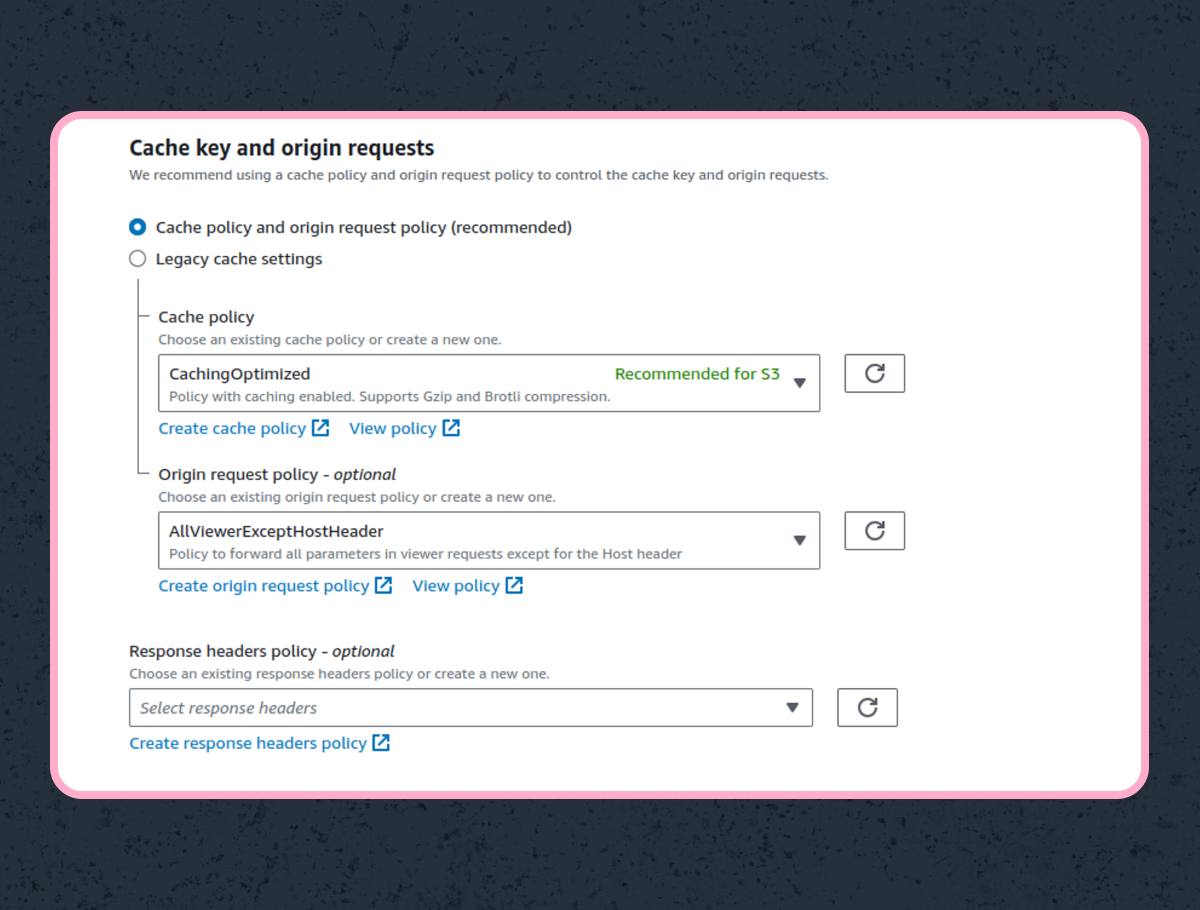 Cache key and origin requests
We recommend using a cache policy and origin request policy to control the cache key and origin requests.
Cache policy and origin request policy (recommended)
Legacy cache settings
Cache policy
Choose an existing cache policy or create a new one.
CachingOptimized Recommended for S3
Policy with caching enabled. Supports Gzip and Brotli compression.
Create cache policy View policy
Origin request policy - optional
Choose an existing origin request policy or create a new one.
AllViewerExceptHostHeader
Policy to forward all parameters in viewer requests except for the Host header
Create origin request policy View policy
Response headers policy - optional
Choose an existing response headers policy or create a new one.
Select response headers
Create response headers policy